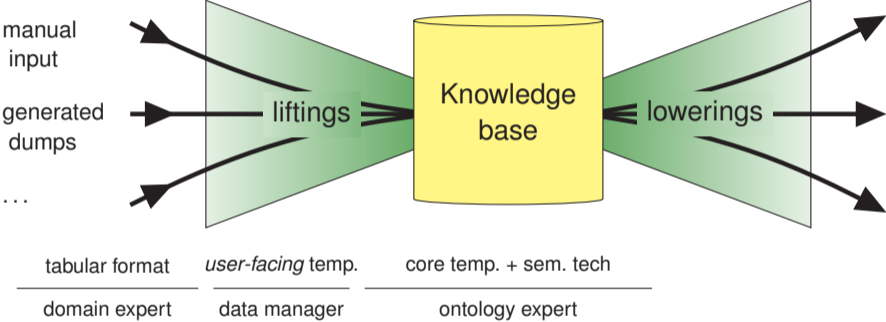 manual
input
generated
dumps
...
liftings
Knowledge
base
lowerings
tabular format
user-facing temp.
core temp. + sem. tech
domain expert
data manager
ontology expert